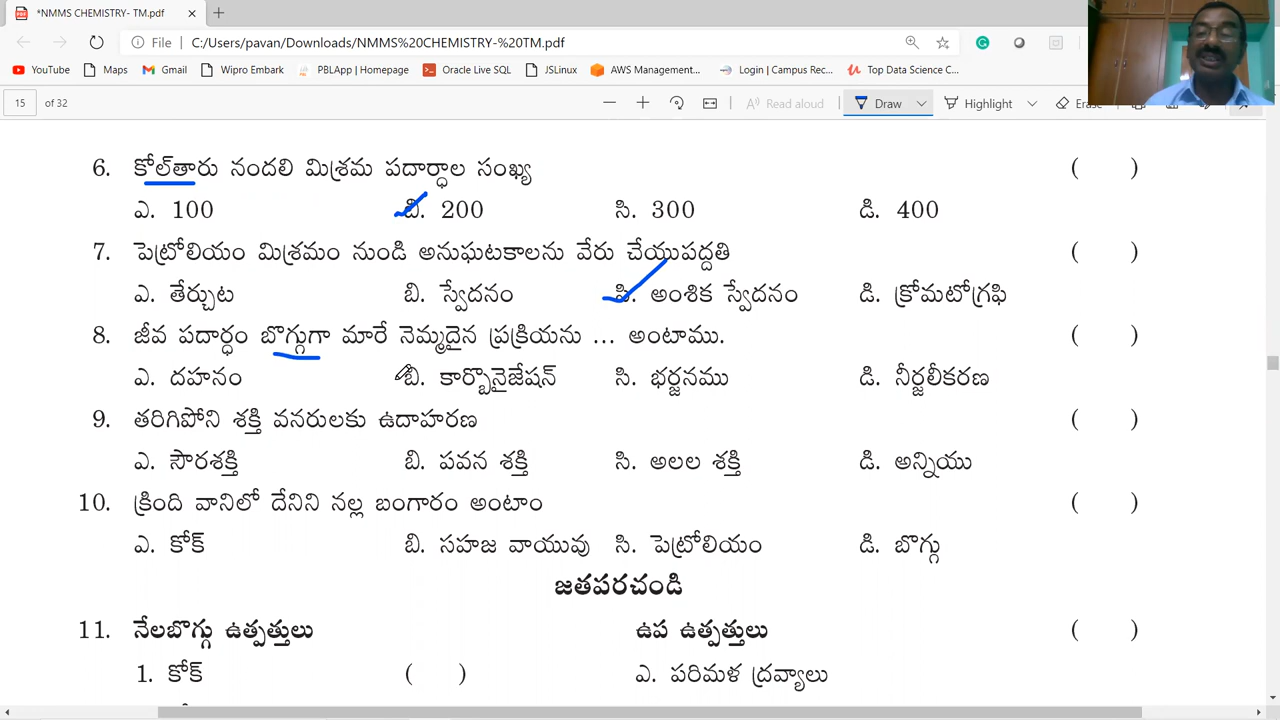 *NMMS CHEMISTRY- TM.pdf
File C:/Users/pavan/Downloads/NMMS%20CHEMISTRY-%20TM.pdf
YouTube Maps Gmail Wipro Embark PBLApp | Homepage Oracle Live SQL JSLinux AWS Management... Login | Campus Rec... Top Data Science C...
15 of 32 Read aloud Draw Highlight Erase
6. కోల్‌తారు నందలి మిశ్రమ పదార్ధాల సంఖ్య ( )
ఎ. 100 బి. 200 సి. 300 డి. 400
7. పెట్రోలియం మిశ్రమం నుండి అనుఘటకాలను వేరు చేయుపద్దతి ( )
ఎ. తేర్చుట బి. స్వేదనం సి. అంశిక స్వేదనం డి. క్రోమటోగ్రఫి
8. జీవ పదార్ధం బొగ్గుగా మారే నెమ్మదైన ప్రక్రియను ... అంటాము. ( )
ఎ. దహనం బి. కార్బొనైజేషన్ సి. భర్జనము డి. నీర్జలీకరణ
9. తరిగిపోని శక్తి వనరులకు ఉదాహరణ ( )
ఎ. సౌరశక్తి బి. పవన శక్తి సి. అలల శక్తి డి. అన్నియు
10. క్రింది వానిలో దేనిని నల్ల బంగారం అంటాం ( )
ఎ. కోక్ బి. సహజ వాయువు సి. పెట్రోలియం డి. బొగ్గు
జతపరచండి
11. నేలబొగ్గు ఉత్పత్తులు ఉప ఉత్పత్తులు ( )
1. కోక్ ( ) ఎ. పరిమళ ద్రవ్యాలు